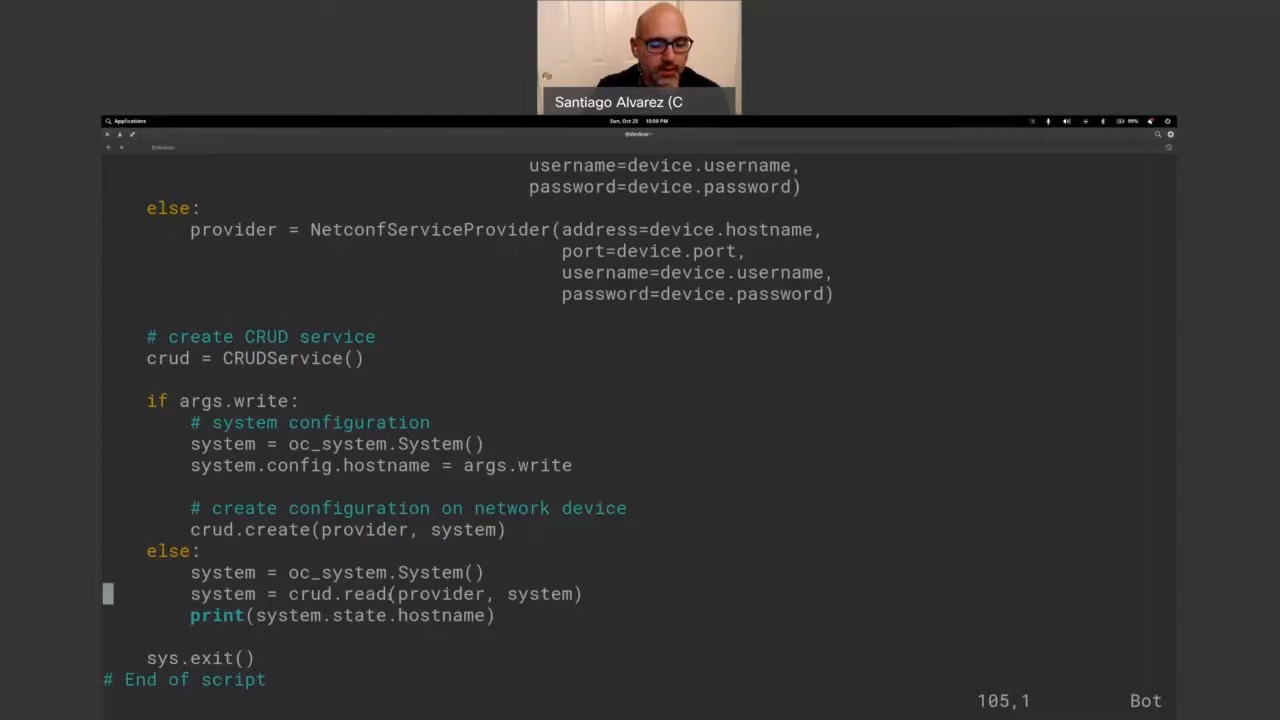 Santiago Alvarez (C
Applications
Sun, Oct 25 10:50 PM
99%
@devbox:~
@devbox:~
username=device.username,
password=device.password)
else:
provider = NetconfServiceProvider(address=device.hostname,
port=device.port,
username=device.username,
password=device.password)
# create CRUD service
crud = CRUDService()
if args.write:
# system configuration
system = oc_system.System()
system.config.hostname = args.write
# create configuration on network device
crud.create(provider, system)
else:
system = oc_system.System()
system = crud.read(provider, system)
print(system.state.hostname)
sys.exit()
# End of script
105,1 Bot